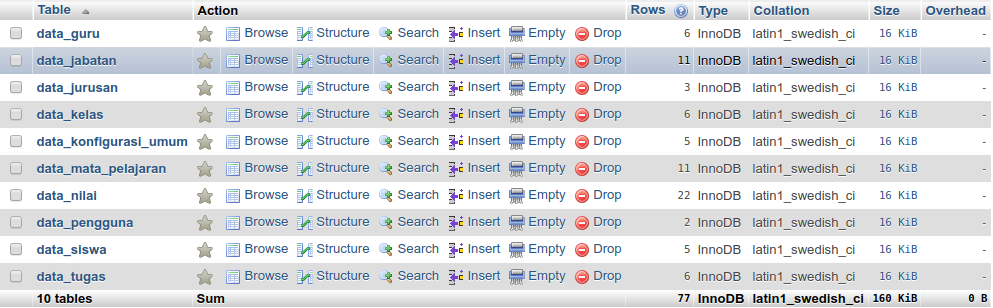 Table Action Rows Type Collation Size Overhead
data_guru Browse Structure Search Insert Empty Drop 6 InnoDB latin1_swedish_ci 16 KiB -
data_jabatan Browse Structure Search Insert Empty Drop 11 InnoDB latin1_swedish_ci 16 KiB -
data_jurusan Browse Structure Search Insert Empty Drop 3 InnoDB latin1_swedish_ci 16 KiB -
data_kelas Browse Structure Search Insert Empty Drop 6 InnoDB latin1_swedish_ci 16 KiB -
data_konfigurasi_umum Browse Structure Search Insert Empty Drop 5 InnoDB latin1_swedish_ci 16 KiB -
data_mata_pelajaran Browse Structure Search Insert Empty Drop 11 InnoDB latin1_swedish_ci 16 KiB -
data_nilai Browse Structure Search Insert Empty Drop 22 InnoDB latin1_swedish_ci 16 KiB -
data_pengguna Browse Structure Search Insert Empty Drop 2 InnoDB latin1_swedish_ci 16 KiB -
data_siswa Browse Structure Search Insert Empty Drop 5 InnoDB latin1_swedish_ci 16 KiB -
data_tugas Browse Structure Search Insert Empty Drop 6 InnoDB latin1_swedish_ci 16 KiB -
10 tables Sum 77 InnoDB latin1_swedish_ci 160 KiB 0 B